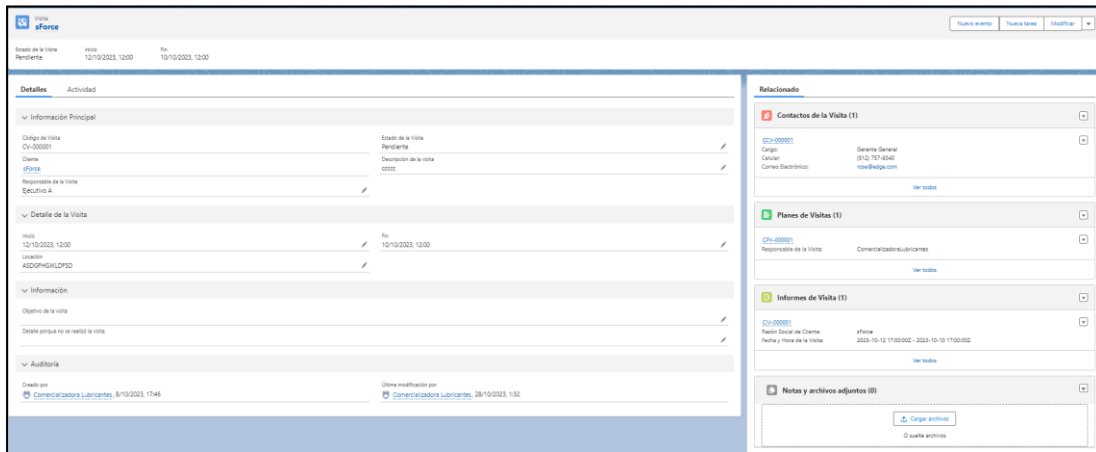 Visita
sForce
Nuevo evento
Nueva tarea
Modificar
Estado de la Visita
Inicio
Fin
Pendiente
12/10/2023, 12:00
10/10/2023, 12:00
Detalles
Actividad
Información Principal
Código de Visita
CV-000001
Estado de la Visita
Pendiente
Cliente
sForce
Descripción de la visita
ccccc
Responsable de la Visita
Ejecutivo A
Detalle de la Visita
Inicio
12/10/2023, 12:00
Fin
10/10/2023, 12:00
Locación
ASDGFHGJKLDFSD
Información
Objetivo de la visita
Detalle porque no se realizó la visita
Auditoría
Creado por
Comercializadora Lubricantes, 8/10/2023, 17:46
Última modificación por
Comercializadora Lubricantes, 28/10/2023, 1:32
Relacionado
Contactos de la Visita (1)
CCV-000001
Cargo: Gerente General
Celular: (512) 757-9340
Correo Electrónico: rose@edge.com
Ver todos
Planes de Visitas (1)
CPV-000001
Responsable de la Visita: ComercializadoraLubricantes
Ver todos
Informes de Visita (1)
CIV-000001
Razón Social de Cliente: sForce
Fecha y Hora de la Visita: 2023-10-12 17:00:00Z - 2023-10-10 17:00:00Z
Ver todos
Notas y archivos adjuntos (0)
Cargar archivos
O suelte archivos